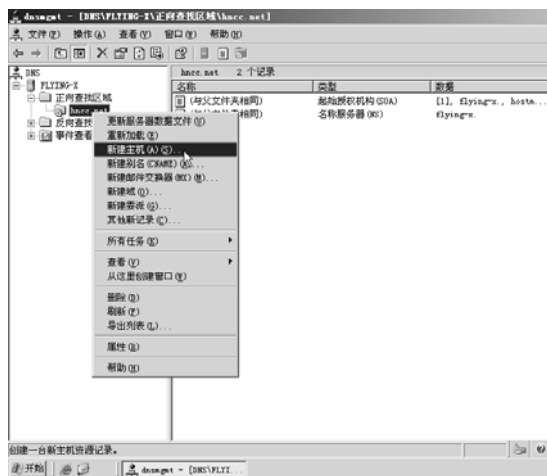 dnsmgmt - [DNS\FLYING-X\正向查找区域\hncc.net]
文件(F) 操作(A) 查看(V) 窗口(W) 帮助(H)
DNS
FLYING-X
正向查找区域
hncc.net
反向查找
事件查看
hncc.net 2 个记录
名称 类型 数据
(与父文件夹相同) 起始授权机构(SOA) [1], flying-x., hostm...
相同) 名称服务器(NS) flying-x.
更新服务器数据文件(U)
重新加载(E)
新建主机(A)(S)...
新建别名(CNAME)(A)...
新建邮件交换器(MX)(M)...
新建域(O)...
新建委派(G)...
其他新记录(C)...
所有任务(K)
查看(V)
从这里创建窗口(W)
删除(D)
刷新(F)
导出列表(L)...
属性(R)
帮助(H)
创建一台新主机资源记录。
开始 dnsmgmt - [DNS\FLYI...